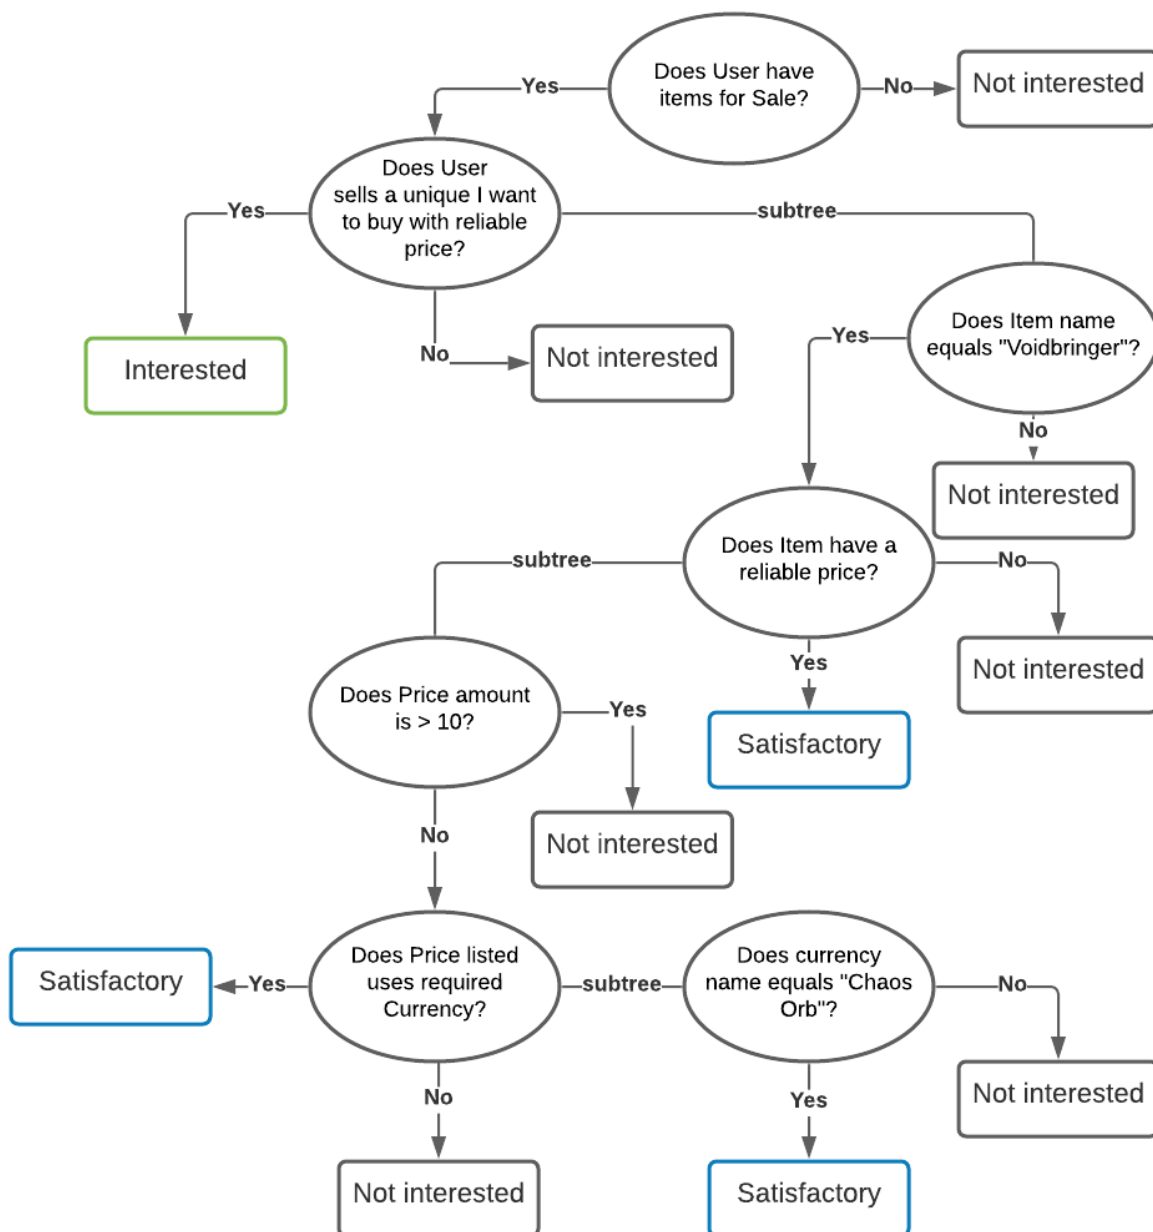 Does User have
items for Sale?
Yes
No
Not interested
Does User
sells a unique I want
to buy with reliable
price?
Yes
subtree
Interested
No
Not interested
Does Item name
equals "Voidbringer"?
Yes
No
Not interested
Does Item have a
reliable price?
subtree
No
Not interested
Yes
Satisfactory
Does Price amount
is > 10?
Yes
Not interested
No
Does Price listed
uses required
Currency?
Yes
Satisfactory
subtree
Does currency
name equals "Chaos
Orb"?
No
Not interested
No
Not interested
Yes
Satisfactory